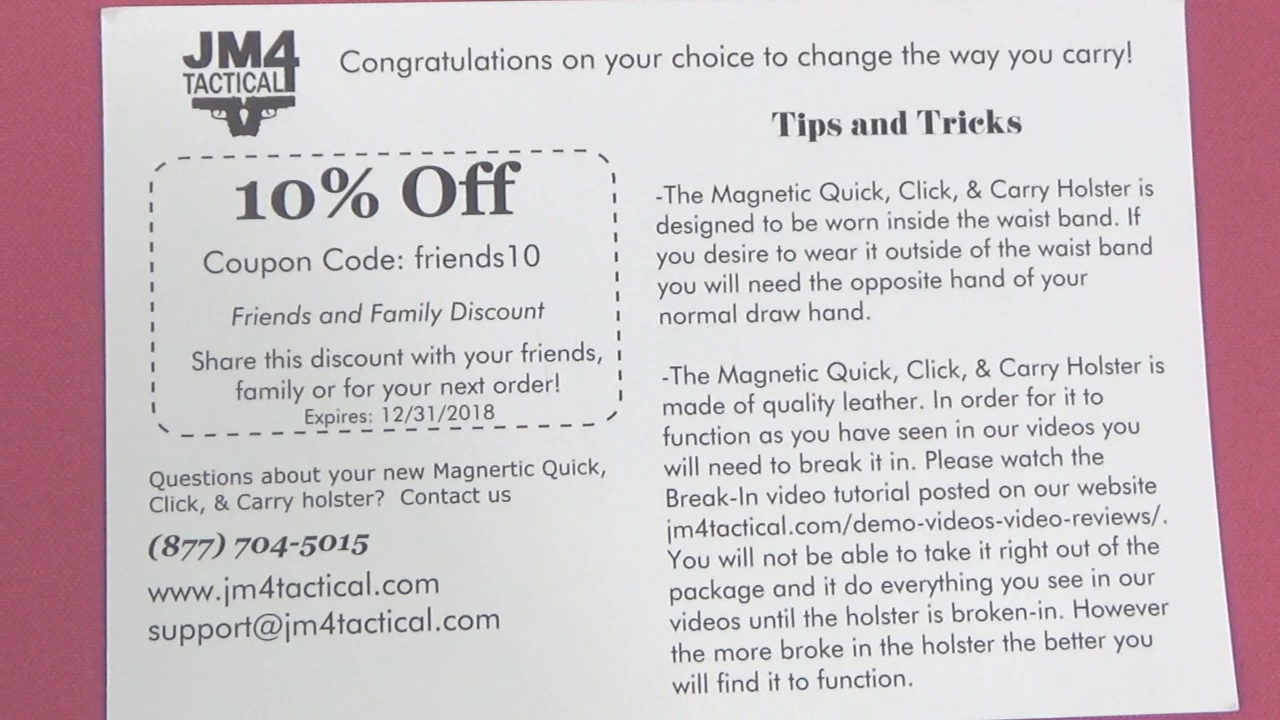 JM4
TACTICAL
Congratulations on your choice to change the way you carry!
10% Off
Coupon Code: friends10
Friends and Family Discount
Share this discount with your friends,
family or for your next order!
Expires: 12/31/2018
Questions about your new Magnertic Quick,
Click, & Carry holster? Contact us
(877) 704-5015
www.jm4tactical.com
support@jm4tactical.com
Tips and Tricks
-The Magnetic Quick, Click, & Carry Holster is
designed to be worn inside the waist band. If
you desire to wear it outside of the waist band
you will need the opposite hand of your
normal draw hand.
-The Magnetic Quick, Click, & Carry Holster is
made of quality leather. In order for it to
function as you have seen in our videos you
will need to break it in. Please watch the
Break-In video tutorial posted on our website
jm4tactical.com/demo-videos-video-reviews/.
You will not be able to take it right out of the
package and it do everything you see in our
videos until the holster is broken-in. However
the more broke in the holster the better you
will find it to function.